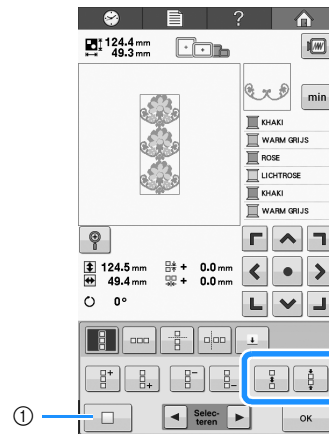 ?
124.4 mm
49.3 mm
min
KHAKI
WARM GRIJS
ROSE
LICHTROSE
KHAKI
WARM GRIJS
124.5 mm + 0.0 mm
49.4 mm + 0.0 mm
0°
①
Selec-
teren
OK